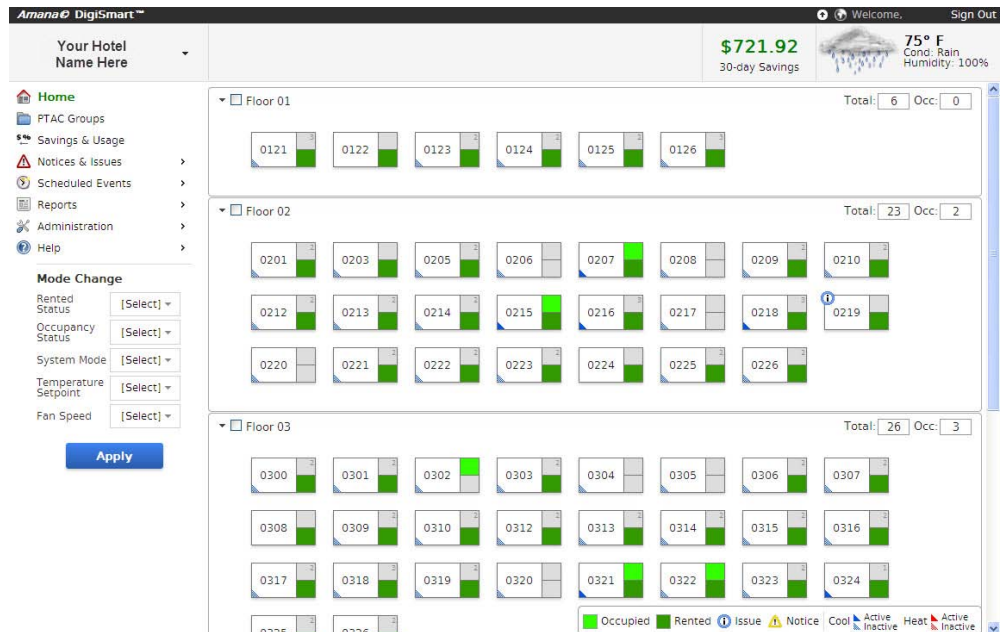 Amana® DigiSmart™
Welcome, Sign Out
Your Hotel
Name Here
$721.92
30-day Savings
75° F
Cond: Rain
Humidity: 100%
Home
PTAC Groups
Savings & Usage
Notices & Issues
Scheduled Events
Reports
Administration
Help
Mode Change
Rented
Status
[Select]
Occupancy
Status
[Select]
System Mode [Select]
Temperature
Setpoint
[Select]
Fan Speed [Select]
Apply
Floor 01 Total: 6 Occ: 0
0121 0122 0123 0124 0125 0126
Floor 02 Total: 23 Occ: 2
0201 0203 0205 0206 0207 0208 0209 0210
0212 0213 0214 0215 0216 0217 0218 0219
0220 0221 0222 0223 0224 0225 0226
Floor 03 Total: 26 Occ: 3
0300 0301 0302 0303 0304 0305 0306 0307
0308 0309 0310 0312 0313 0314 0315 0316
0317 0318 0319 0320 0321 0322 0323 0324
Occupied Rented Issue Notice Cool Active Inactive Heat Active Inactive